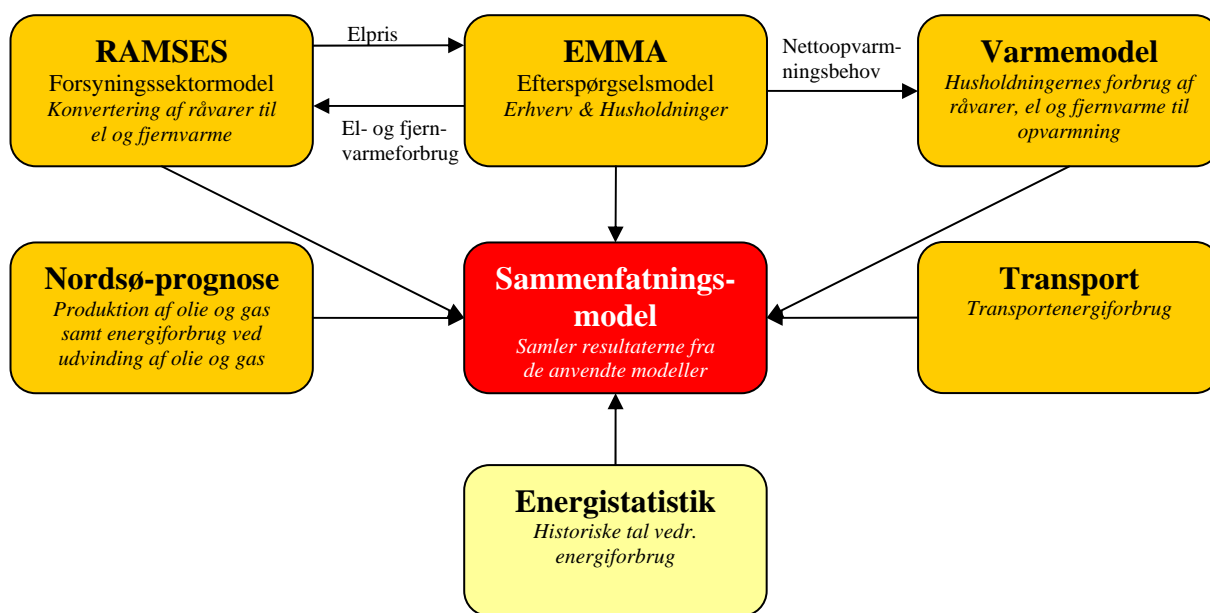 RAMSES
Forsyningssektormodel
Konvertering af råvarer til
el og fjernvarme
Elpris
El- og fjern-
varmeforbrug
EMMA
Efterspørgselsmodel
Erhverv & Husholdninger
Nettoopvarm-
ningsbehov
Varmemodel
Husholdningernes forbrug af
råvarer, el og fjernvarme til
opvarmning
Nordsø-prognose
Produktion af olie og gas
samt energiforbrug ved
udvinding af olie og gas
Sammenfatnings-
model
Samler resultaterne fra
de anvendte modeller
Transport
Transportenergiforbrug
Energistatistik
Historiske tal vedr.
energiforbrug